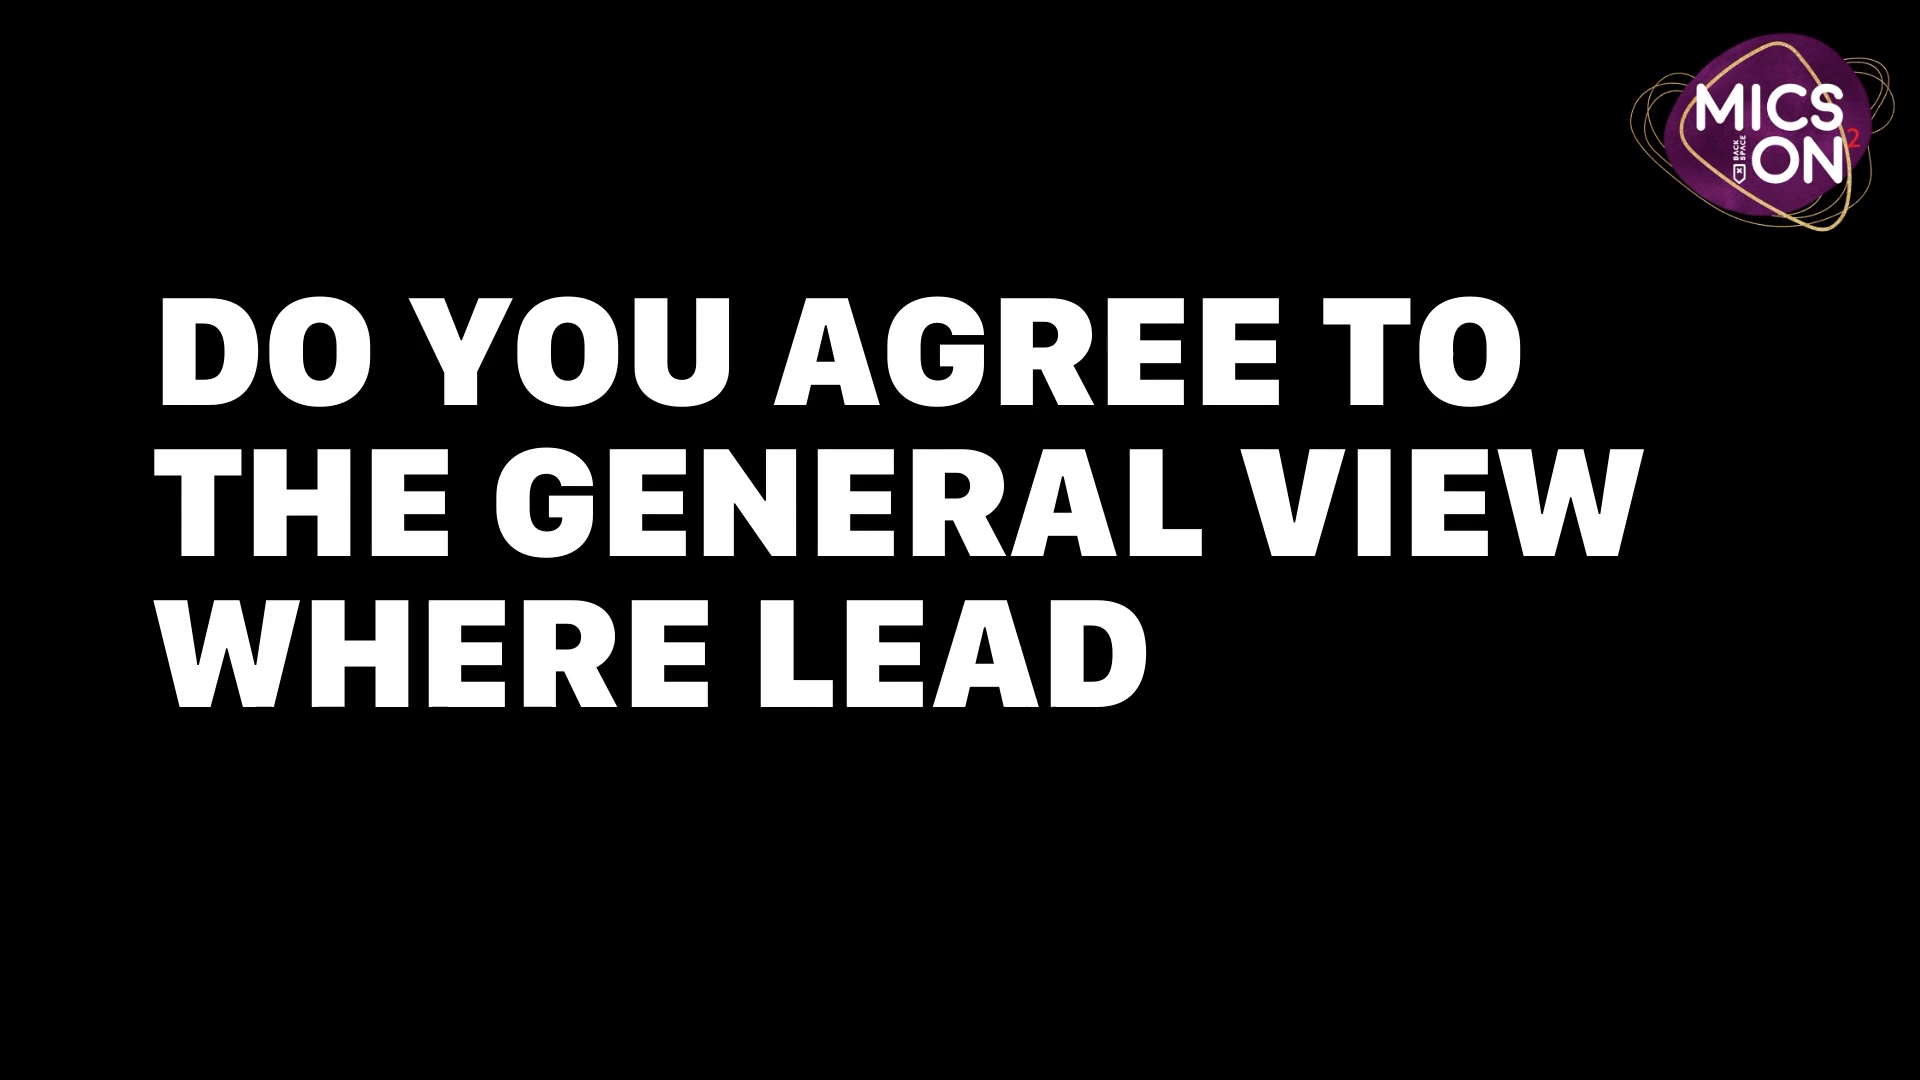 MICS
ON
2
BACK
SPACE
DO YOU AGREE TO
THE GENERAL VIEW
WHERE LEAD